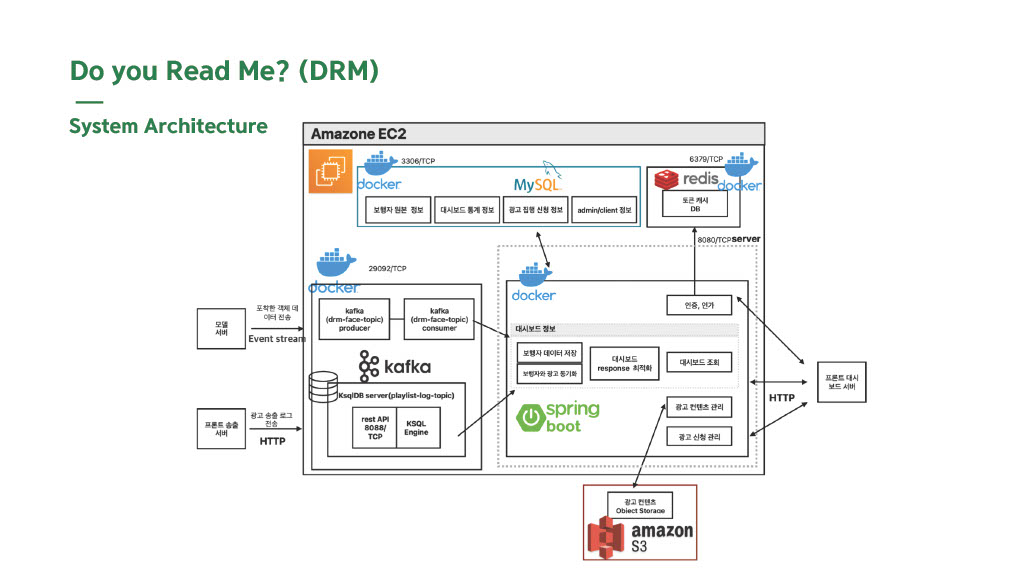 Do you Read Me? (DRM)
System Architecture
Amazone EC2
docker
3306/TCP
MySQL
보행자 원본 정보
대시보드 통계 정보
광고 집행 신청 정보
admin/client 정보
6379/TCP
redis
docker
토큰 캐시
DB
8080/TCP
server
docker
29092/TCP
docker
kafka
(drm-face-topic)
producer
kafka
(drm-face-topic)
consumer
인증, 인가
모델
서버
포착한 객체 데
이터 전송
Event stream
대시보드 정보
보행자 데이터 저장
보행자와 광고 동기화
대시보드
response 최적화
대시보드 조회
kafka
KsqlDB server(playlist-log-topic)
rest API
8088/
TCP
KSQL
Engine
spring
boot
광고 컨텐츠 관리
광고 신청 관리
프론트 송출
서버
광고 송출 로그
전송
HTTP
HTTP
프론트 대시
보드 서버
광고 컨텐츠
Object Storage
amazon
S3